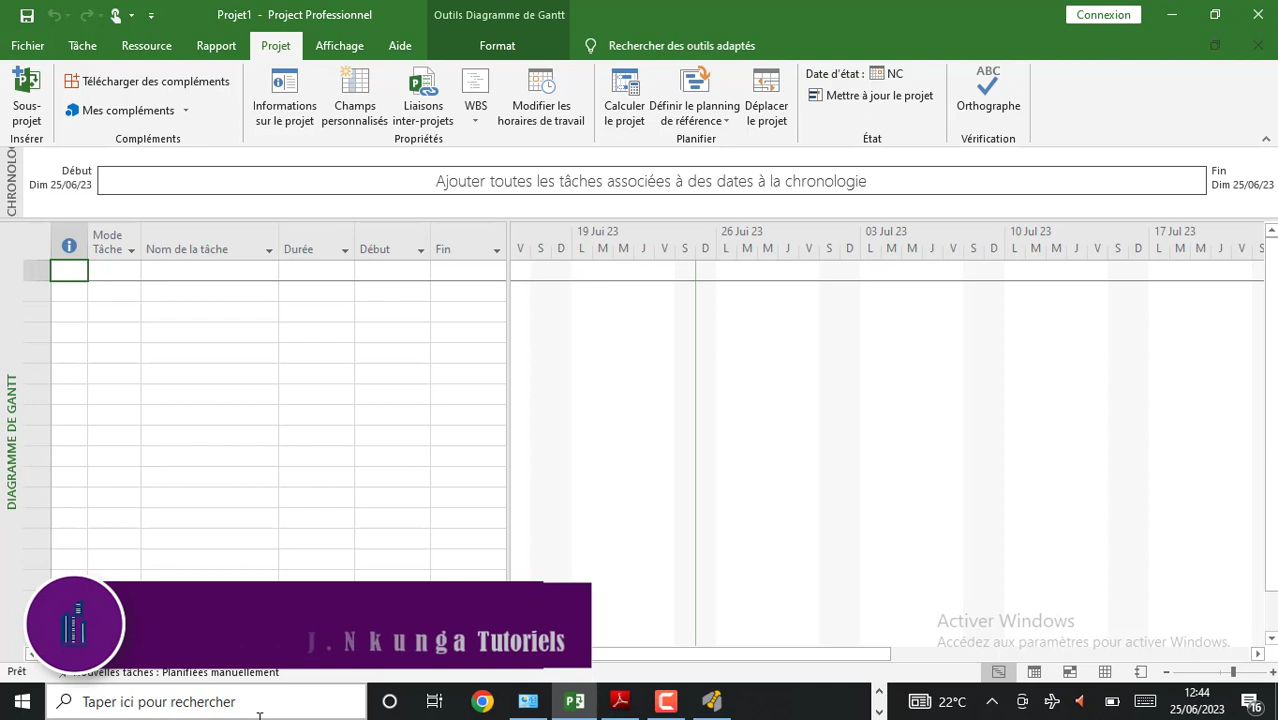 Projet1 - Project Professionnel
Outils Diagramme de Gantt
Connexion
Fichier Tâche Ressource Rapport Projet Affichage Aide Format Rechercher des outils adaptés
Sous-projet
Télécharger des compléments
Mes compléments
Informations sur le projet
Champs personnalisés
Liaisons inter-projets
WBS
Modifier les horaires de travail
Calculer le projet
Définir le planning de référence
Déplacer le projet
Date d'état : NC
Mettre à jour le projet
ABC
Orthographe
Insérer Compléments Propriétés Planifier État Vérification
CHRONOLO
Début
Dim 25/06/23
Ajouter toutes les tâches associées à des dates à la chronologie
Fin
Dim 25/06/23
Mode Tâche Nom de la tâche Durée Début Fin
19 Jui 23 26 Jui 23 03 Jul 23 10 Jul 23 17 Jul 23
V S D L M M J V S D L M M J V S D L M M J V S D L M M J V S D L M M J V S
DIAGRAMME DE GANTT
J.Nkunga Tutoriels
Activer Windows
Accédez aux paramètres pour activer Windows.
Prêt
Nouvelles tâches : Planifiées manuellement
Taper ici pour rechercher
22°C
12:44
25/06/2023
16